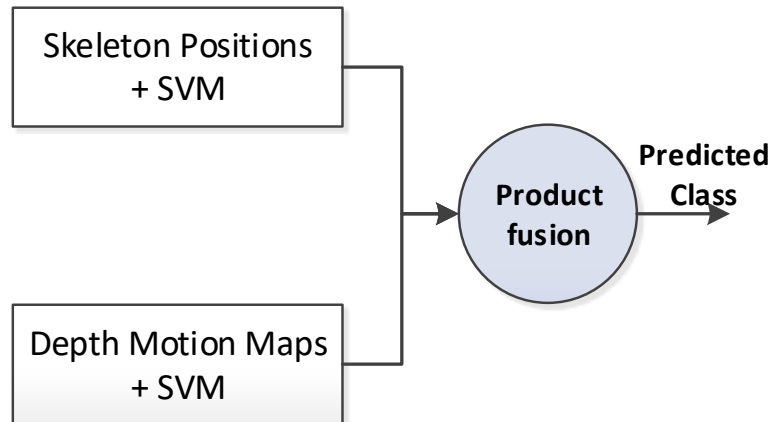 Skeleton Positions
+ SVM
Product
fusion
Predicted
Class
Depth Motion Maps
+ SVM